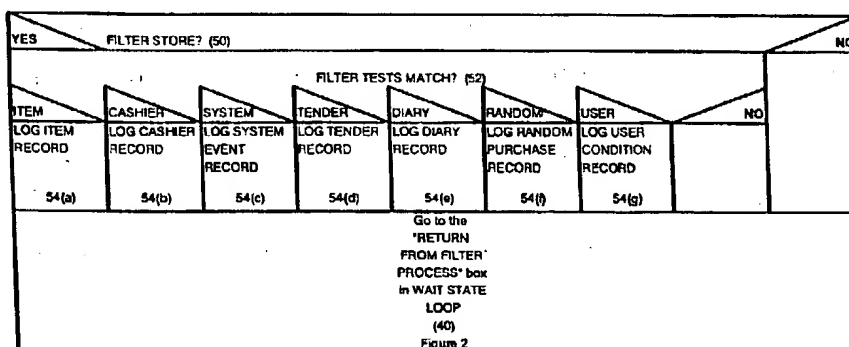 YES FILTER STORE? (50) NO
FILTER TESTS MATCH? (52)
ITEM CASHIER SYSTEM TENDER DIARY RANDOM USER NO
LOG ITEM LOG CASHIER LOG SYSTEM LOG TENDER LOG DIARY LOG RANDOM LOG USER
RECORD RECORD EVENT RECORD RECORD PURCHASE CONDITION
RECORD RECORD RECORD
54(a) 54(b) 54(c) 54(d) 54(e) 54(f) 54(g)
Go to the
"RETURN
FROM FILTER
PROCESS" box
in WAIT STATE
LOOP
(40)
Figure 2